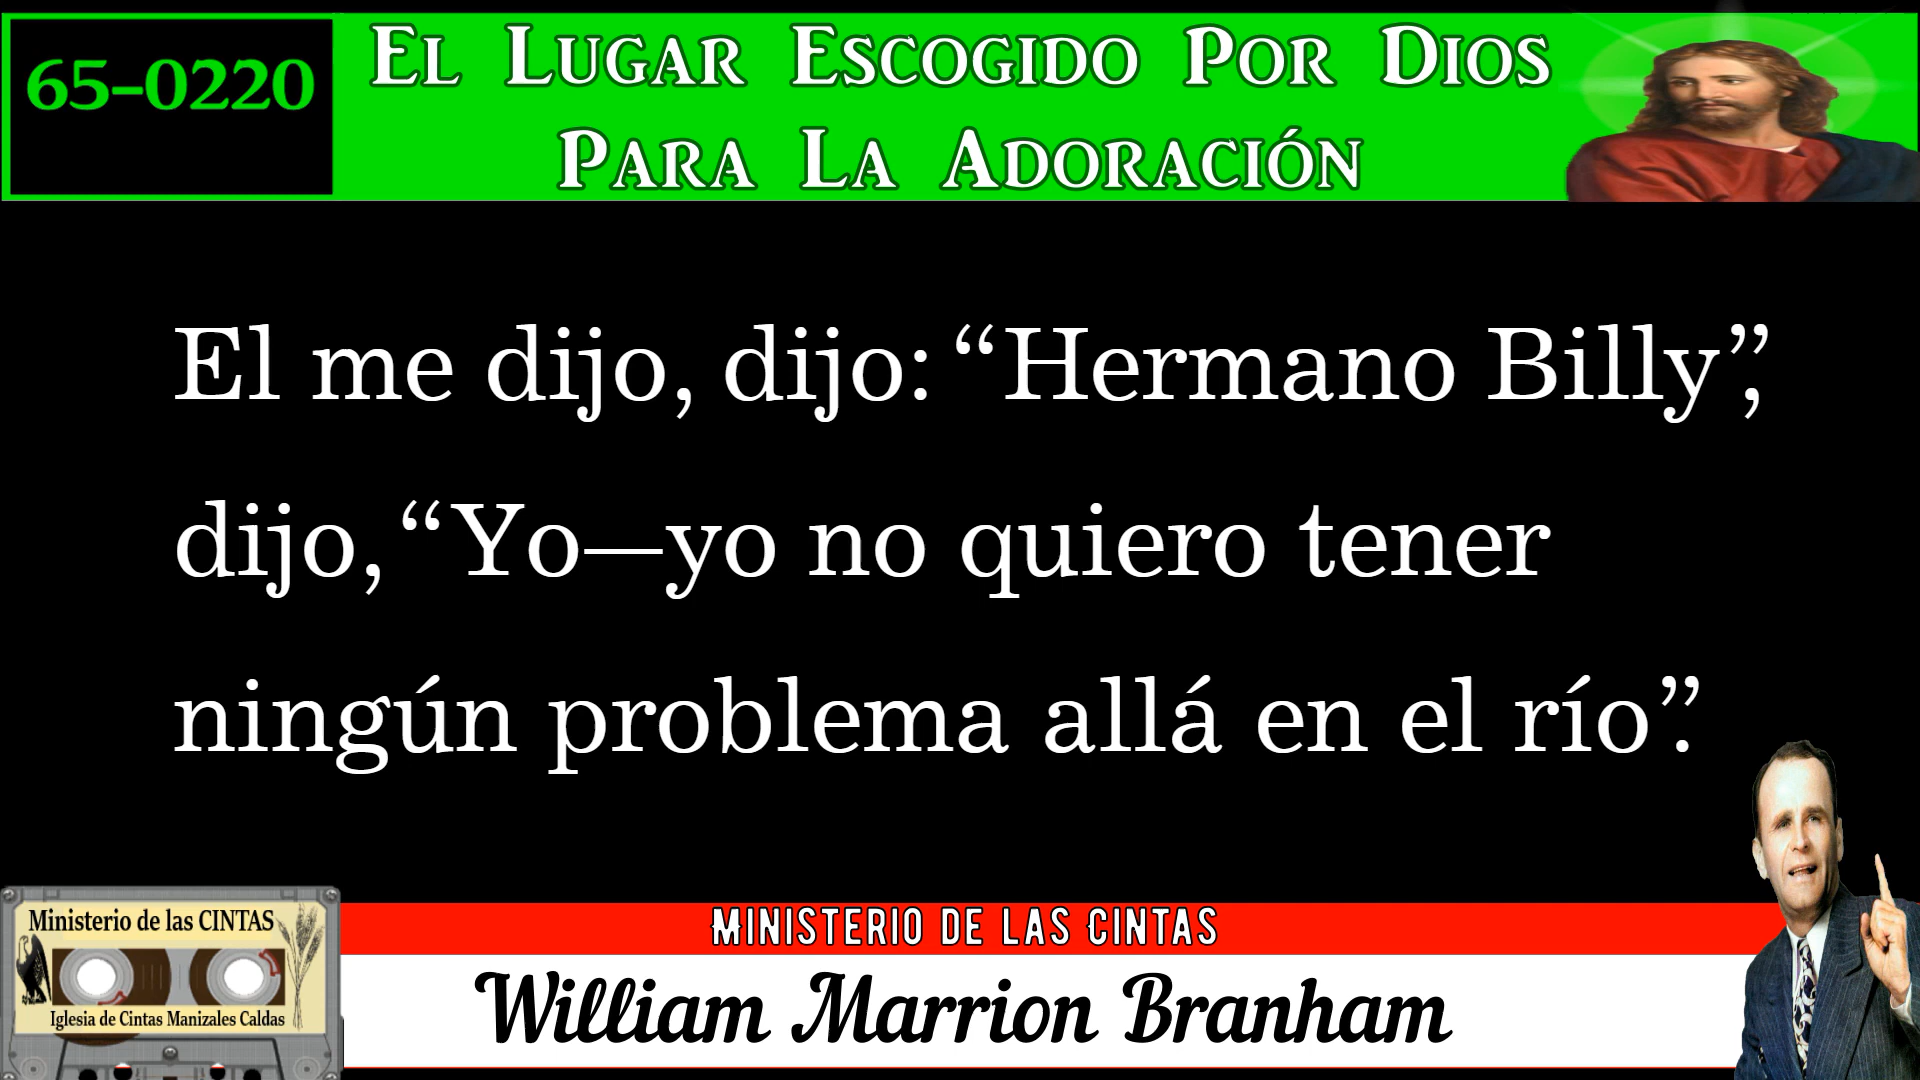 65-0220
El Lugar Escogido Por Dios
Para La Adoración
El me dijo, dijo: “Hermano Billy”,
dijo, “Yo—yo no quiero tener
ningún problema allá en el río”.
Ministerio de las CINTAS
Iglesia de Cintas Manizales Caldas
MINISTERIO DE LAS CINTAS
William Marrion Branham